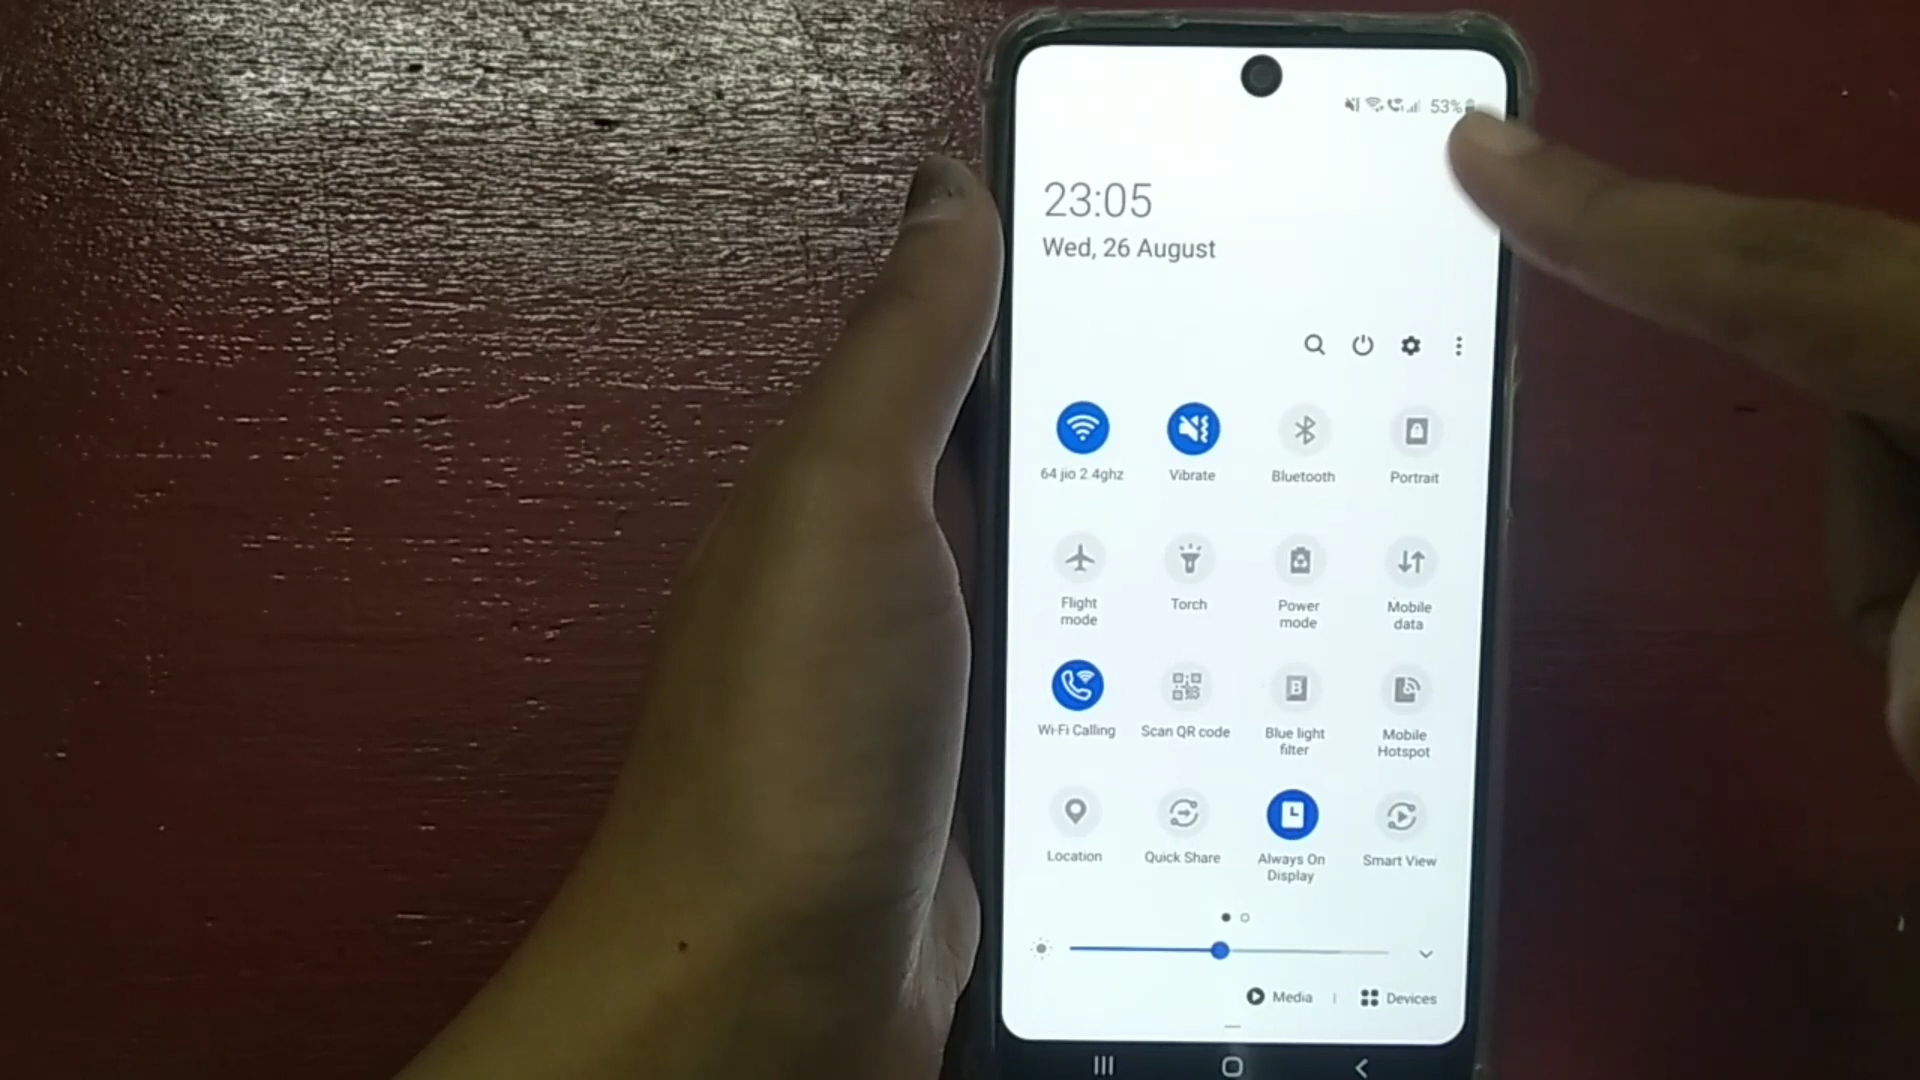 53%
23:05
Wed, 26 August
64 jio 2.4ghz
Vibrate
Bluetooth
Portrait
Flight
mode
Torch
Power
mode
Mobile
data
Wi-Fi Calling
Scan QR code
B
Blue light
filter
Mobile
Hotspot
Location
Quick Share
Always On
Display
Smart View
Media
Devices